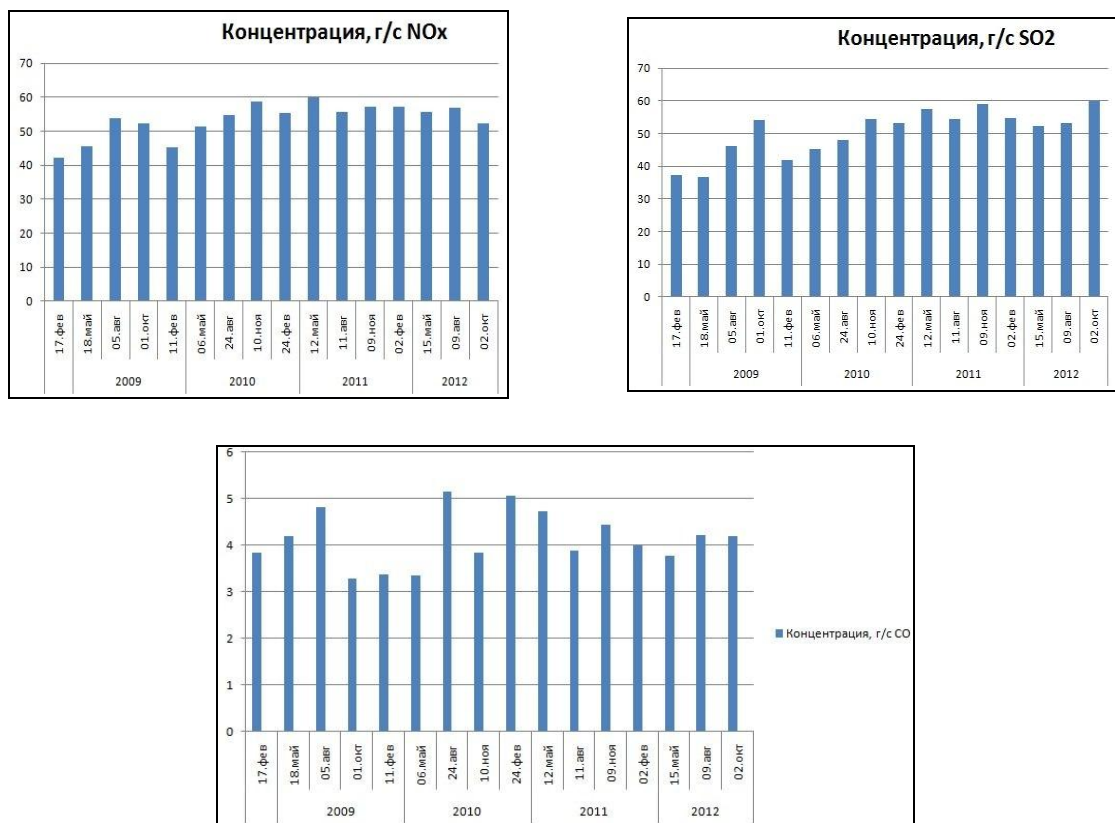 Концентрация, г/с NOx
70
60
50
40
30
20
10
0
17.фев
18.май
05.авг
01.окт
11.фев
06.май
24.авг
10.ноя
24.фев
12.май
11.авг
09.ноя
02.фев
15.май
09.авг
02.окт
2009 2010 2011 2012
Концентрация, г/с SO2
70
60
50
40
30
20
10
0
17.фев
18.май
05.авг
01.окт
11.фев
06.май
24.авг
10.ноя
24.фев
12.май
11.авг
09.ноя
02.фев
15.май
09.авг
02.окт
2009 2010 2011 2012
6
5
4
3
2
1
0
17.фев
18.май
05.авг
01.окт
11.фев
06.май
24.авг
10.ноя
24.фев
12.май
11.авг
09.ноя
02.фев
15.май
09.авг
02.окт
2009 2010 2011 2012
Концентрация, г/с CO